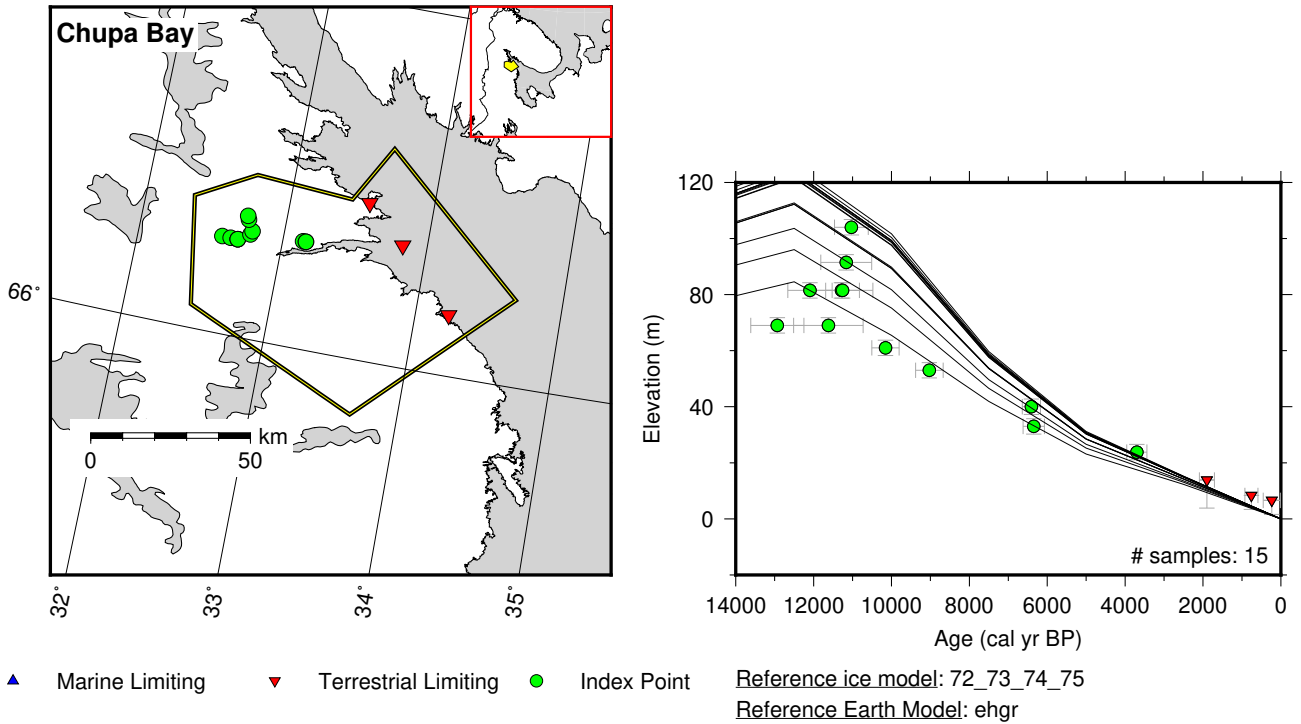 Chupa Bay
66°
km
0 50
32° 33° 34° 35°
120
80
40
0
Elevation (m)
# samples: 15
14000 12000 10000 8000 6000 4000 2000 0
Age (cal yr BP)
Marine Limiting Terrestrial Limiting Index Point
Reference ice model: 72_73_74_75
Reference Earth Model: ehgr